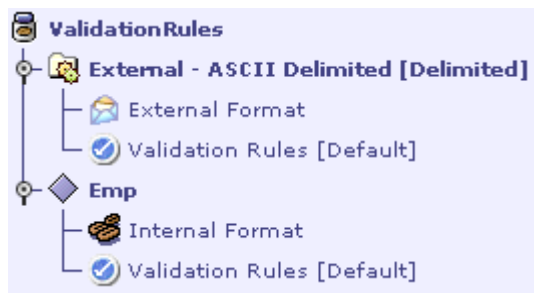 ValidationRules
External - ASCII Delimited [Delimited]
External Format
Validation Rules [Default]
Emp
Internal Format
Validation Rules [Default]